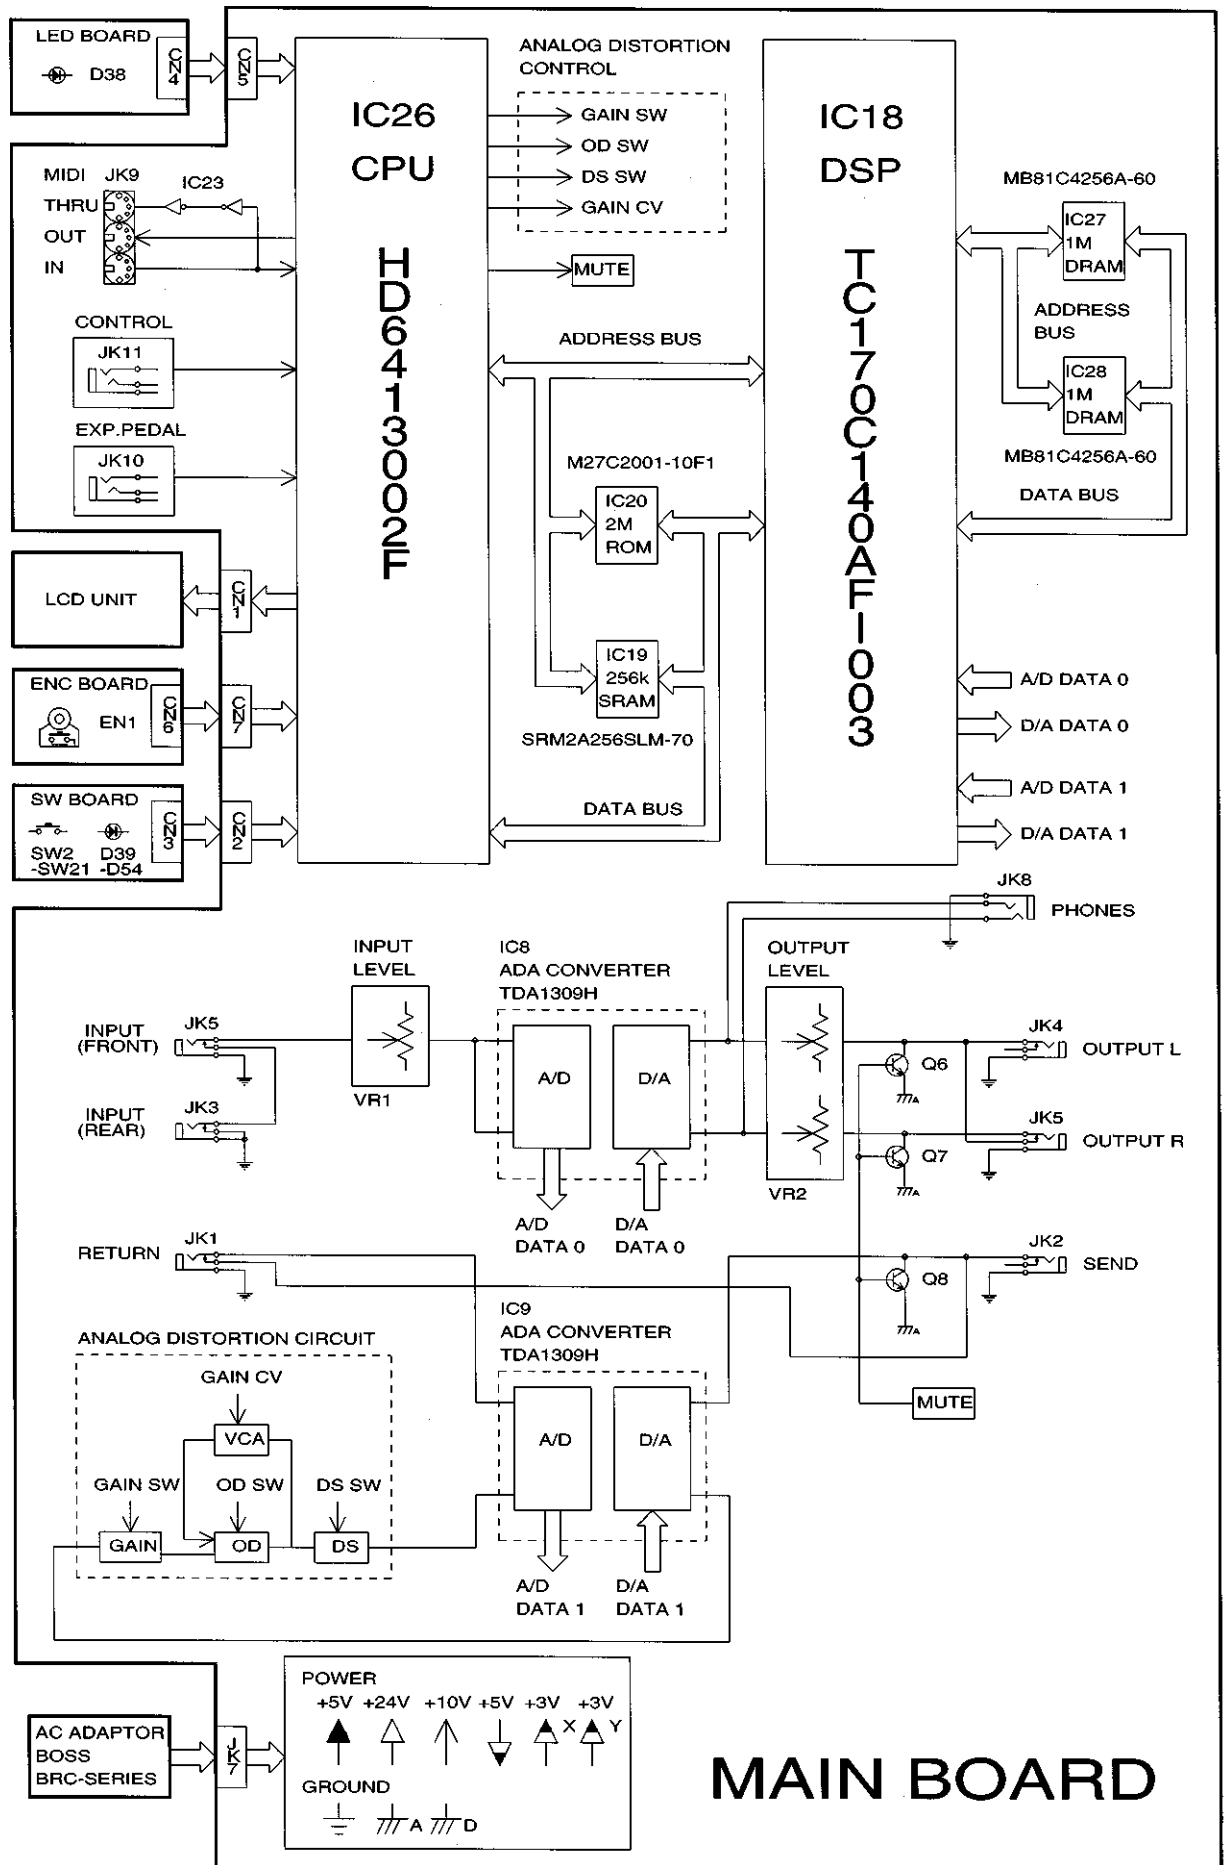 LED BOARD
D38
CN4
CN5
IC26
CPU
HD6413002F
ANALOG DISTORTION
CONTROL
GAIN SW
OD SW
DS SW
GAIN CV
MUTE
IC18
DSP
TC170C140AF1003
MB81C4256A-60
IC27
1M
DRAM
ADDRESS
BUS
IC28
1M
DRAM
MB81C4256A-60
DATA BUS
MIDI
JK9
IC23
THRU
OUT
IN
CONTROL
JK11
EXP.PEDAL
JK10
ADDRESS BUS
M27C2001-10F1
IC20
2M
ROM
IC19
256k
SRAM
SRM2A256SLM-70
DATA BUS
LCD UNIT
CN1
ENC BOARD
EN1
CN6
CN7
SW BOARD
SW2
-SW21
D39
-D54
CN3
CN2
A/D DATA 0
D/A DATA 0
A/D DATA 1
D/A DATA 1
JK8
PHONES
INPUT
LEVEL
VR1
IC8
ADA CONVERTER
TDA1309H
A/D
D/A
A/D
DATA 0
D/A
DATA 0
OUTPUT
LEVEL
VR2
INPUT
(FRONT)
JK5
INPUT
(REAR)
JK3
Q6
A
JK4
OUTPUT L
Q7
A
JK5
OUTPUT R
RETURN
JK1
Q8
A
JK2
SEND
MUTE
IC9
ADA CONVERTER
TDA1309H
A/D
D/A
A/D
DATA 1
D/A
DATA 1
ANALOG DISTORTION CIRCUIT
GAIN CV
VCA
GAIN SW
OD SW
DS SW
GAIN
OD
DS
POWER
+5V +24V +10V +5V +3V +3V
X Y
GROUND
A D
AC ADAPTOR
BOSS
BRC-SERIES
JK7
MAIN BOARD